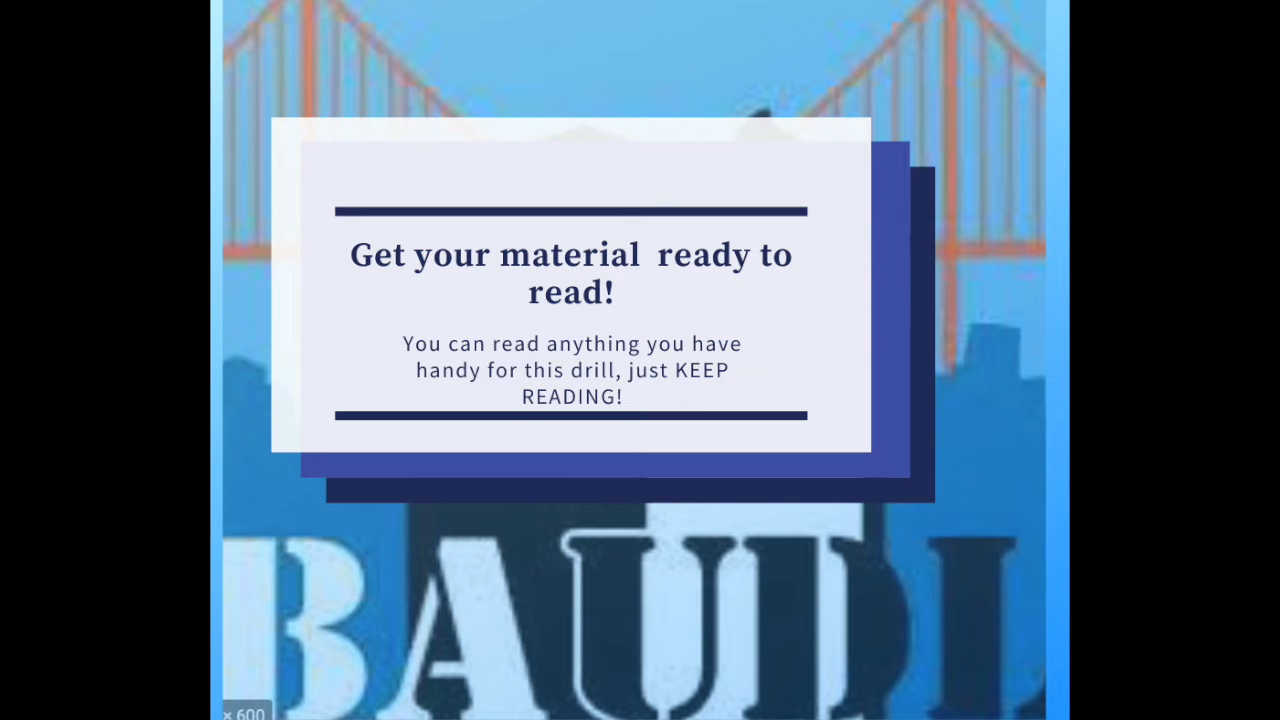 Get your material  ready to
read!
You can read anything you have
handy for this drill, just KEEP
READING!
BAUDL
× 600